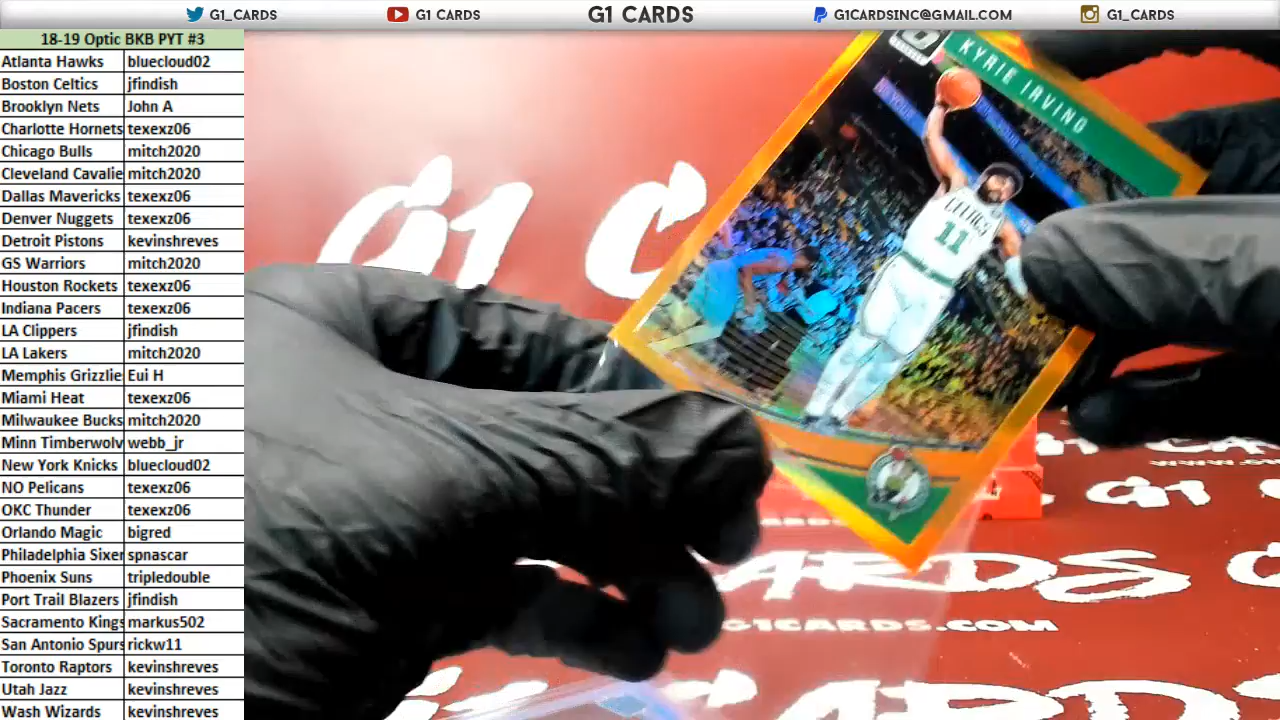 G1_CARDS G1 CARDS G1 CARDS G1CARDSINC@GMAIL.COM G1_CARDS
18-19 Optic BKB PYT #3
Atlanta Hawks bluecloud02
Boston Celtics jfindish
Brooklyn Nets John A
Charlotte Hornets texexz06
Chicago Bulls mitch2020
Cleveland Cavalie mitch2020
Dallas Mavericks texexz06
Denver Nuggets texexz06
Detroit Pistons kevinshreves
GS Warriors mitch2020
Houston Rockets texexz06
Indiana Pacers texexz06
LA Clippers jfindish
LA Lakers mitch2020
Memphis Grizzlie Eui H
Miami Heat texexz06
Milwaukee Bucks mitch2020
Minn Timberwolv webb_jr
New York Knicks bluecloud02
NO Pelicans texexz06
OKC Thunder texexz06
Orlando Magic bigred
Philadelphia Sixer spnascar
Phoenix Suns tripledouble
Port Trail Blazers jfindish
Sacramento Kings markus502
San Antonio Spurs rickw11
Toronto Raptors kevinshreves
Utah Jazz kevinshreves
Wash Wizards kevinshreves
KYRIE IRVING
CELTICS
11
G1 C
G1
CARDS
G1CARDS.COM